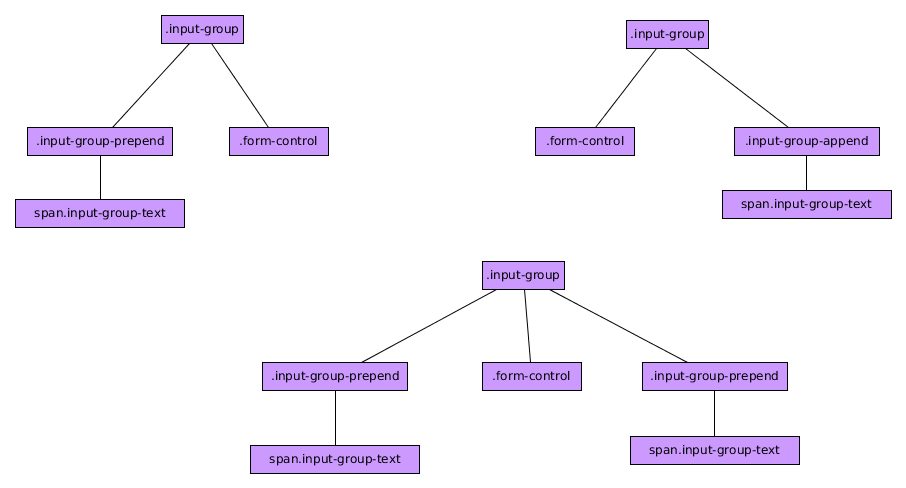 .input-group
.input-group-prepend
.form-control
span.input-group-text
.input-group
.form-control
.input-group-append
span.input-group-text
.input-group
.input-group-prepend
.form-control
.input-group-prepend
span.input-group-text
span.input-group-text